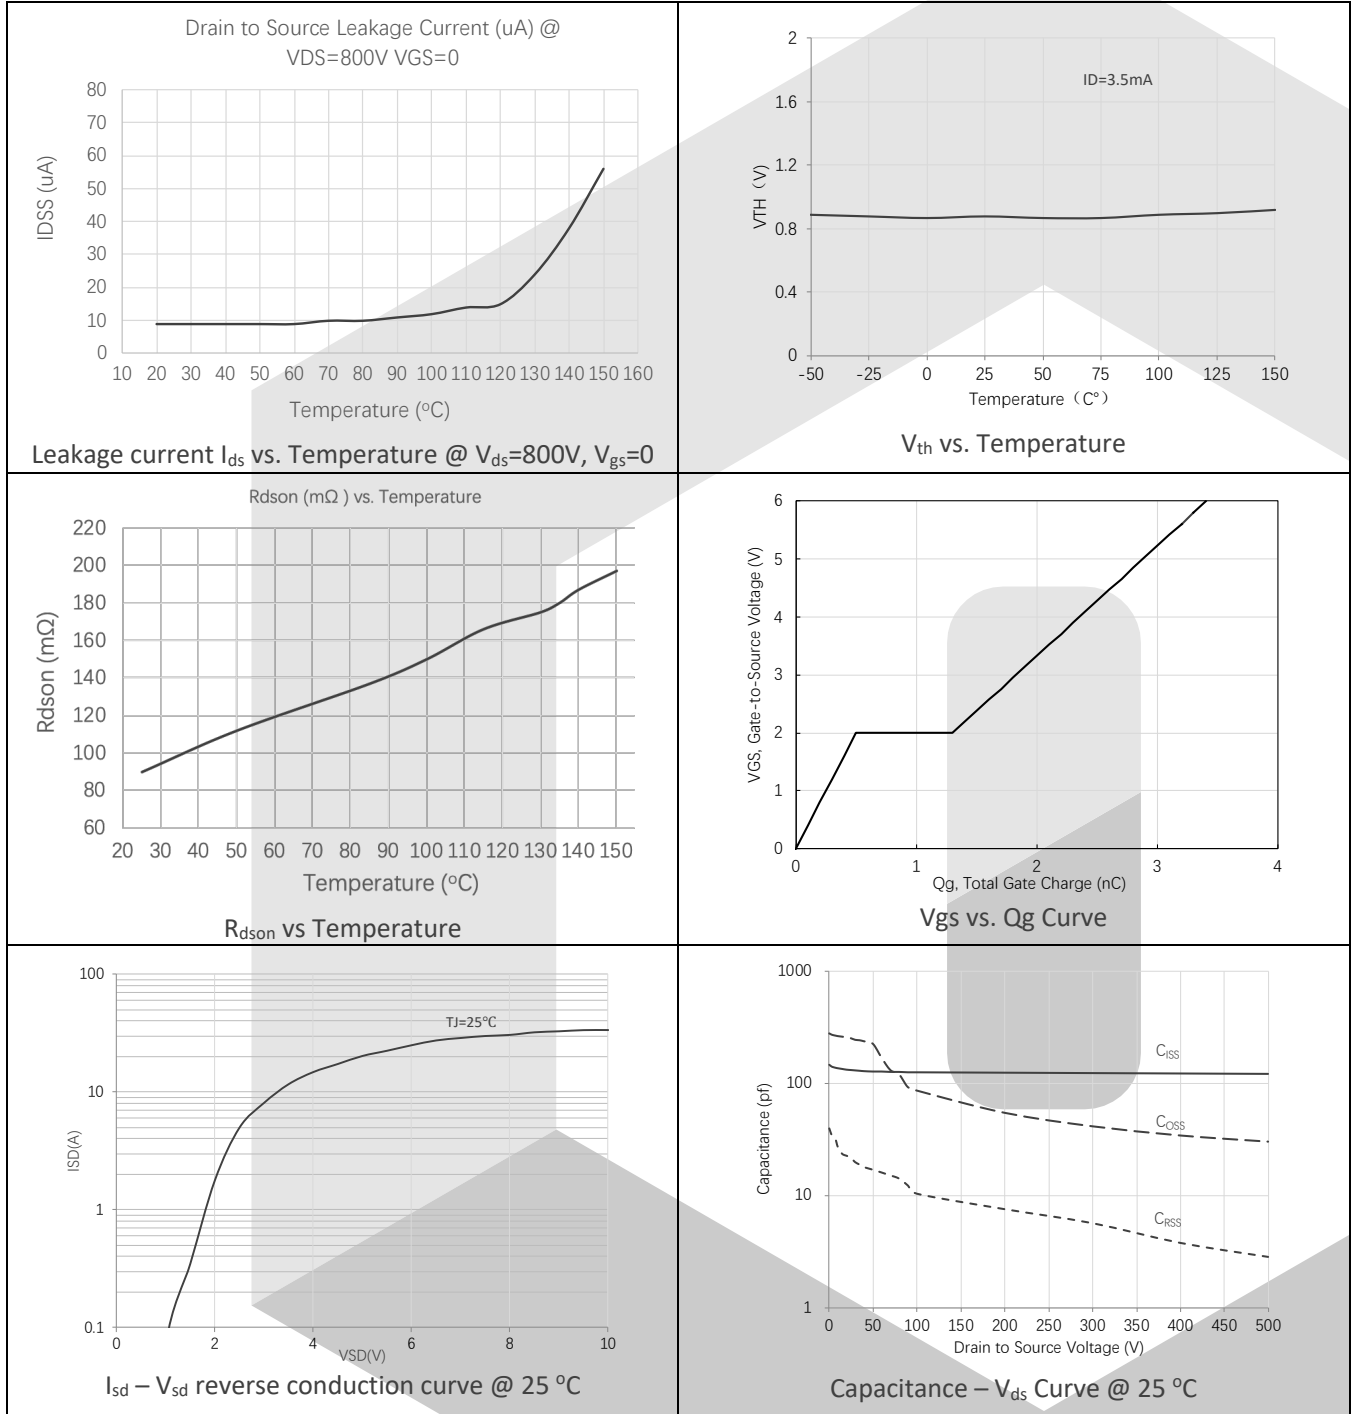 Drain to Source Leakage Current (uA) @
VDS=800V VGS=0
80
70
60
50
40
30
20
10
0
IDSS (uA)
10 20 30 40 50 60 70 80 90 100 110 120 130 140 150 160
Temperature (ºC)
Leakage current Ids vs. Temperature @ Vds=800V, Vgs=0
2
1.6
1.2
0.8
0.4
0
VTH（V）
ID=3.5mA
-50 -25 0 25 50 75 100 125 150
Temperature（C°）
Vth vs. Temperature
Rdson (mΩ ) vs. Temperature
220
200
180
160
140
120
100
80
60
Rdson (mΩ)
20 30 40 50 60 70 80 90 100 110 120 130 140 150
Temperature (ºC)
Rdson vs Temperature
6
5
4
3
2
1
0
VGS, Gate-to-Source Voltage (V)
0 1 2 3 4
Qg, Total Gate Charge (nC)
Vgs vs. Qg Curve
100
10
1
0.1
ISD(A)
TJ=25℃
0 2 4 6 8 10
VSD(V)
Isd – Vsd reverse conduction curve @ 25 ºC
1000
100
10
1
Capacitance (pf)
CISS
COSS
CRSS
0 50 100 150 200 250 300 350 400 450 500
Drain to Source Voltage (V)
Capacitance – Vds Curve @ 25 ºC